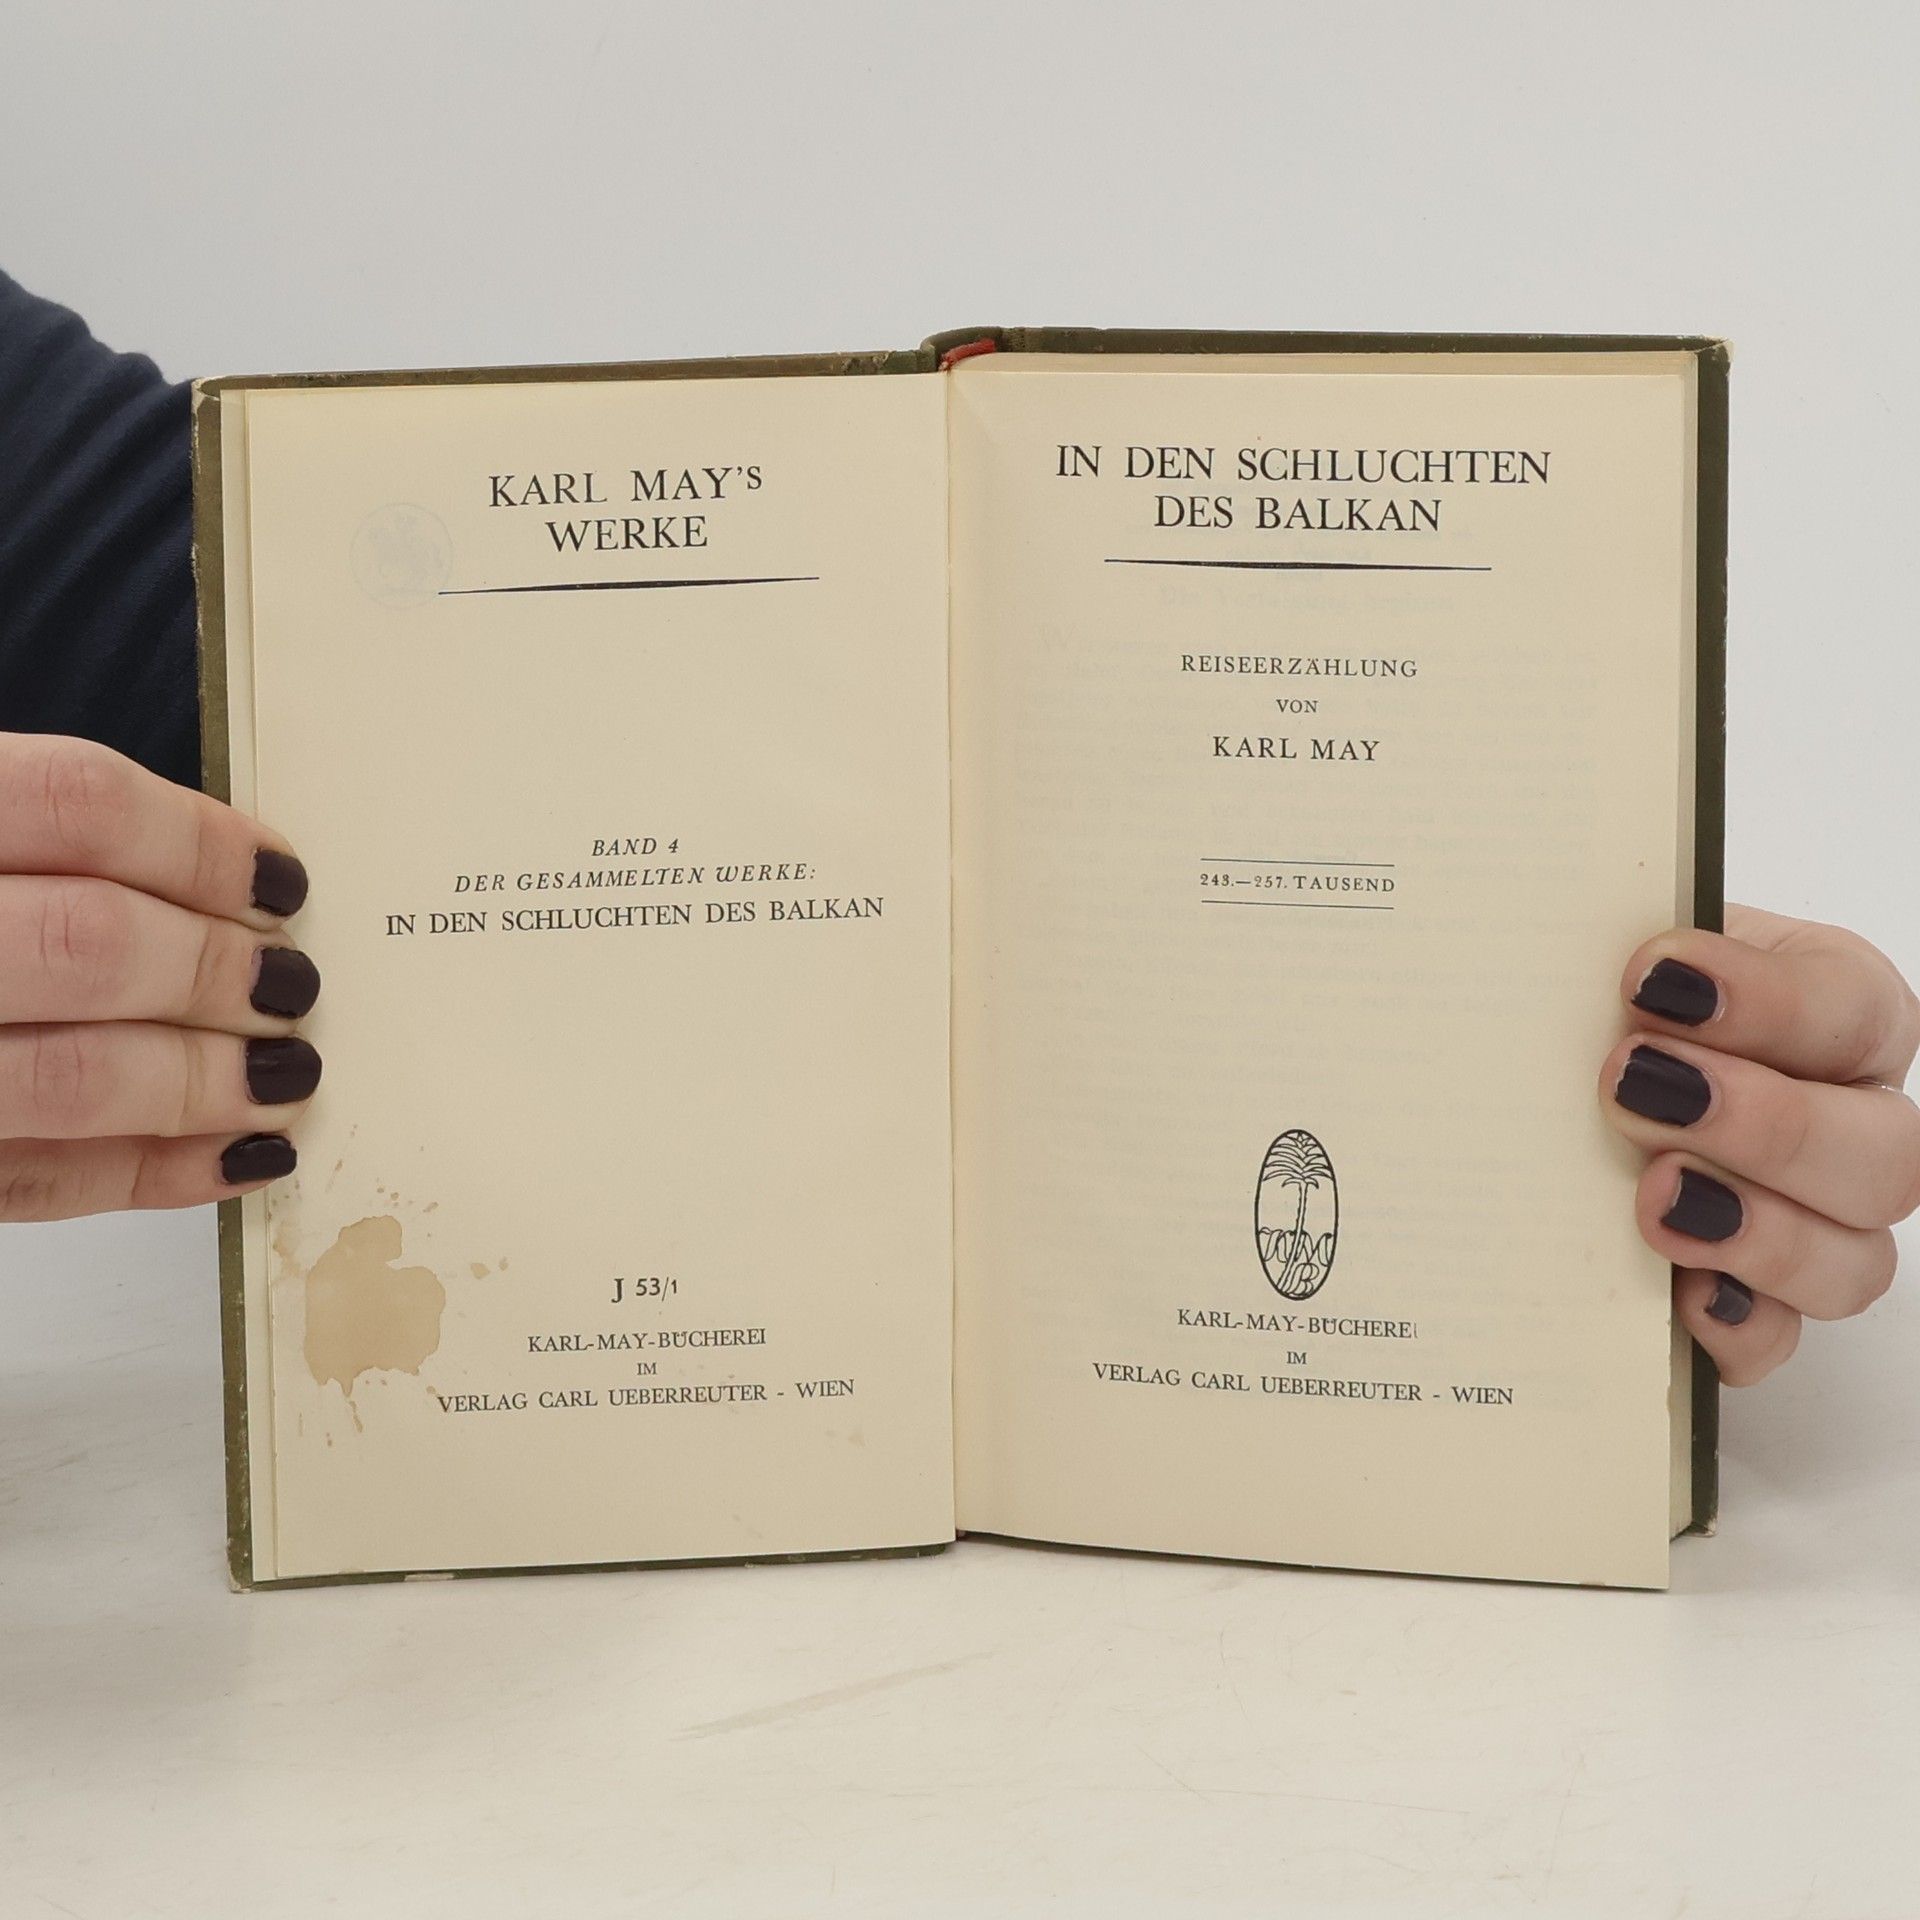 KARL MAY'S
WERKE
BAND 4
DER GESAMMELTEN WERKE:
IN DEN SCHLUCHTEN DES BALKAN
J 53/1
KARL-MAY-BÜCHEREI
IM
VERLAG CARL UEBERREUTER - WIEN
IN DEN SCHLUCHTEN
DES BALKAN
REISEERZÄHLUNG
VON
KARL MAY
243.—257. TAUSEND
KMB
KARL-MAY-BÜCHEREI
IM
VERLAG CARL UEBERREUTER - WIEN